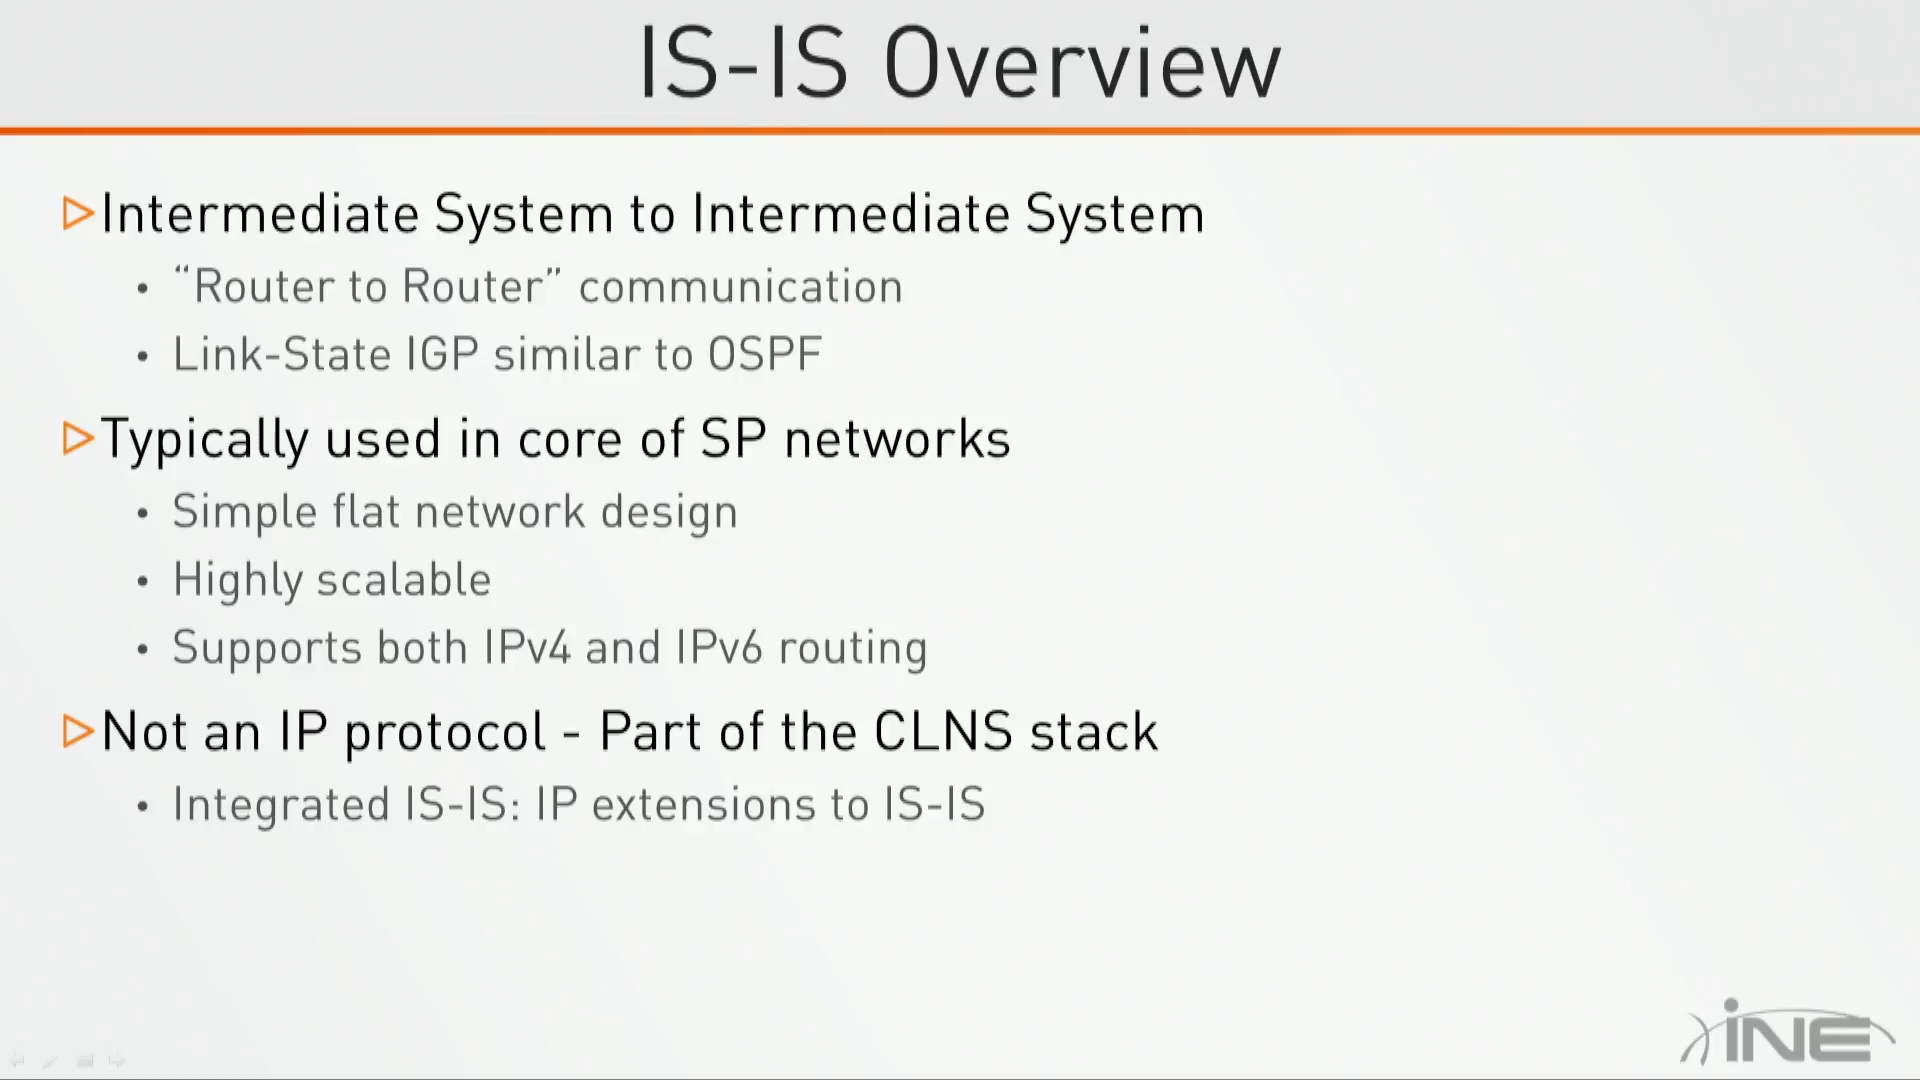 IS-IS Overview
Intermediate System to Intermediate System
• “Router to Router” communication
• Link-State IGP similar to OSPF
Typically used in core of SP networks
• Simple flat network design
• Highly scalable
• Supports both IPv4 and IPv6 routing
Not an IP protocol - Part of the CLNS stack
• Integrated IS-IS: IP extensions to IS-IS
iNE